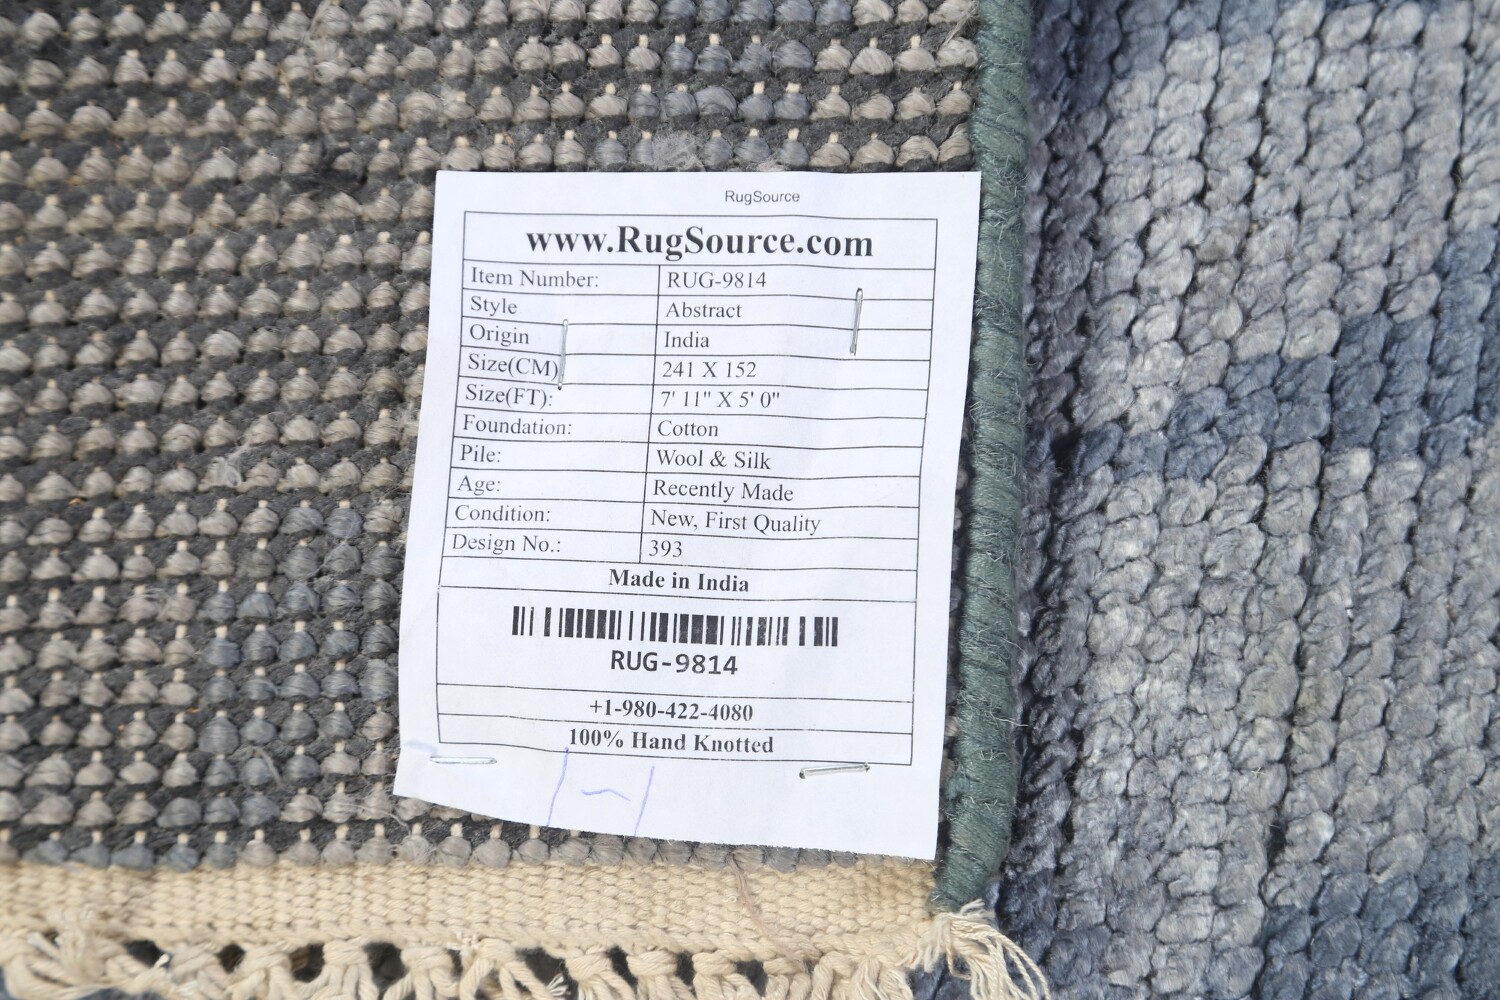 RugSource
www.RugSource.com
Item Number: RUG-9814
Style Abstract
Origin India
Size(CM) 241 X 152
Size(FT): 7' 11" X 5' 0"
Foundation: Cotton
Pile: Wool & Silk
Age: Recently Made
Condition: New, First Quality
Design No.: 393
Made in India
RUG-9814
+1-980-422-4080
100% Hand Knotted
1-1